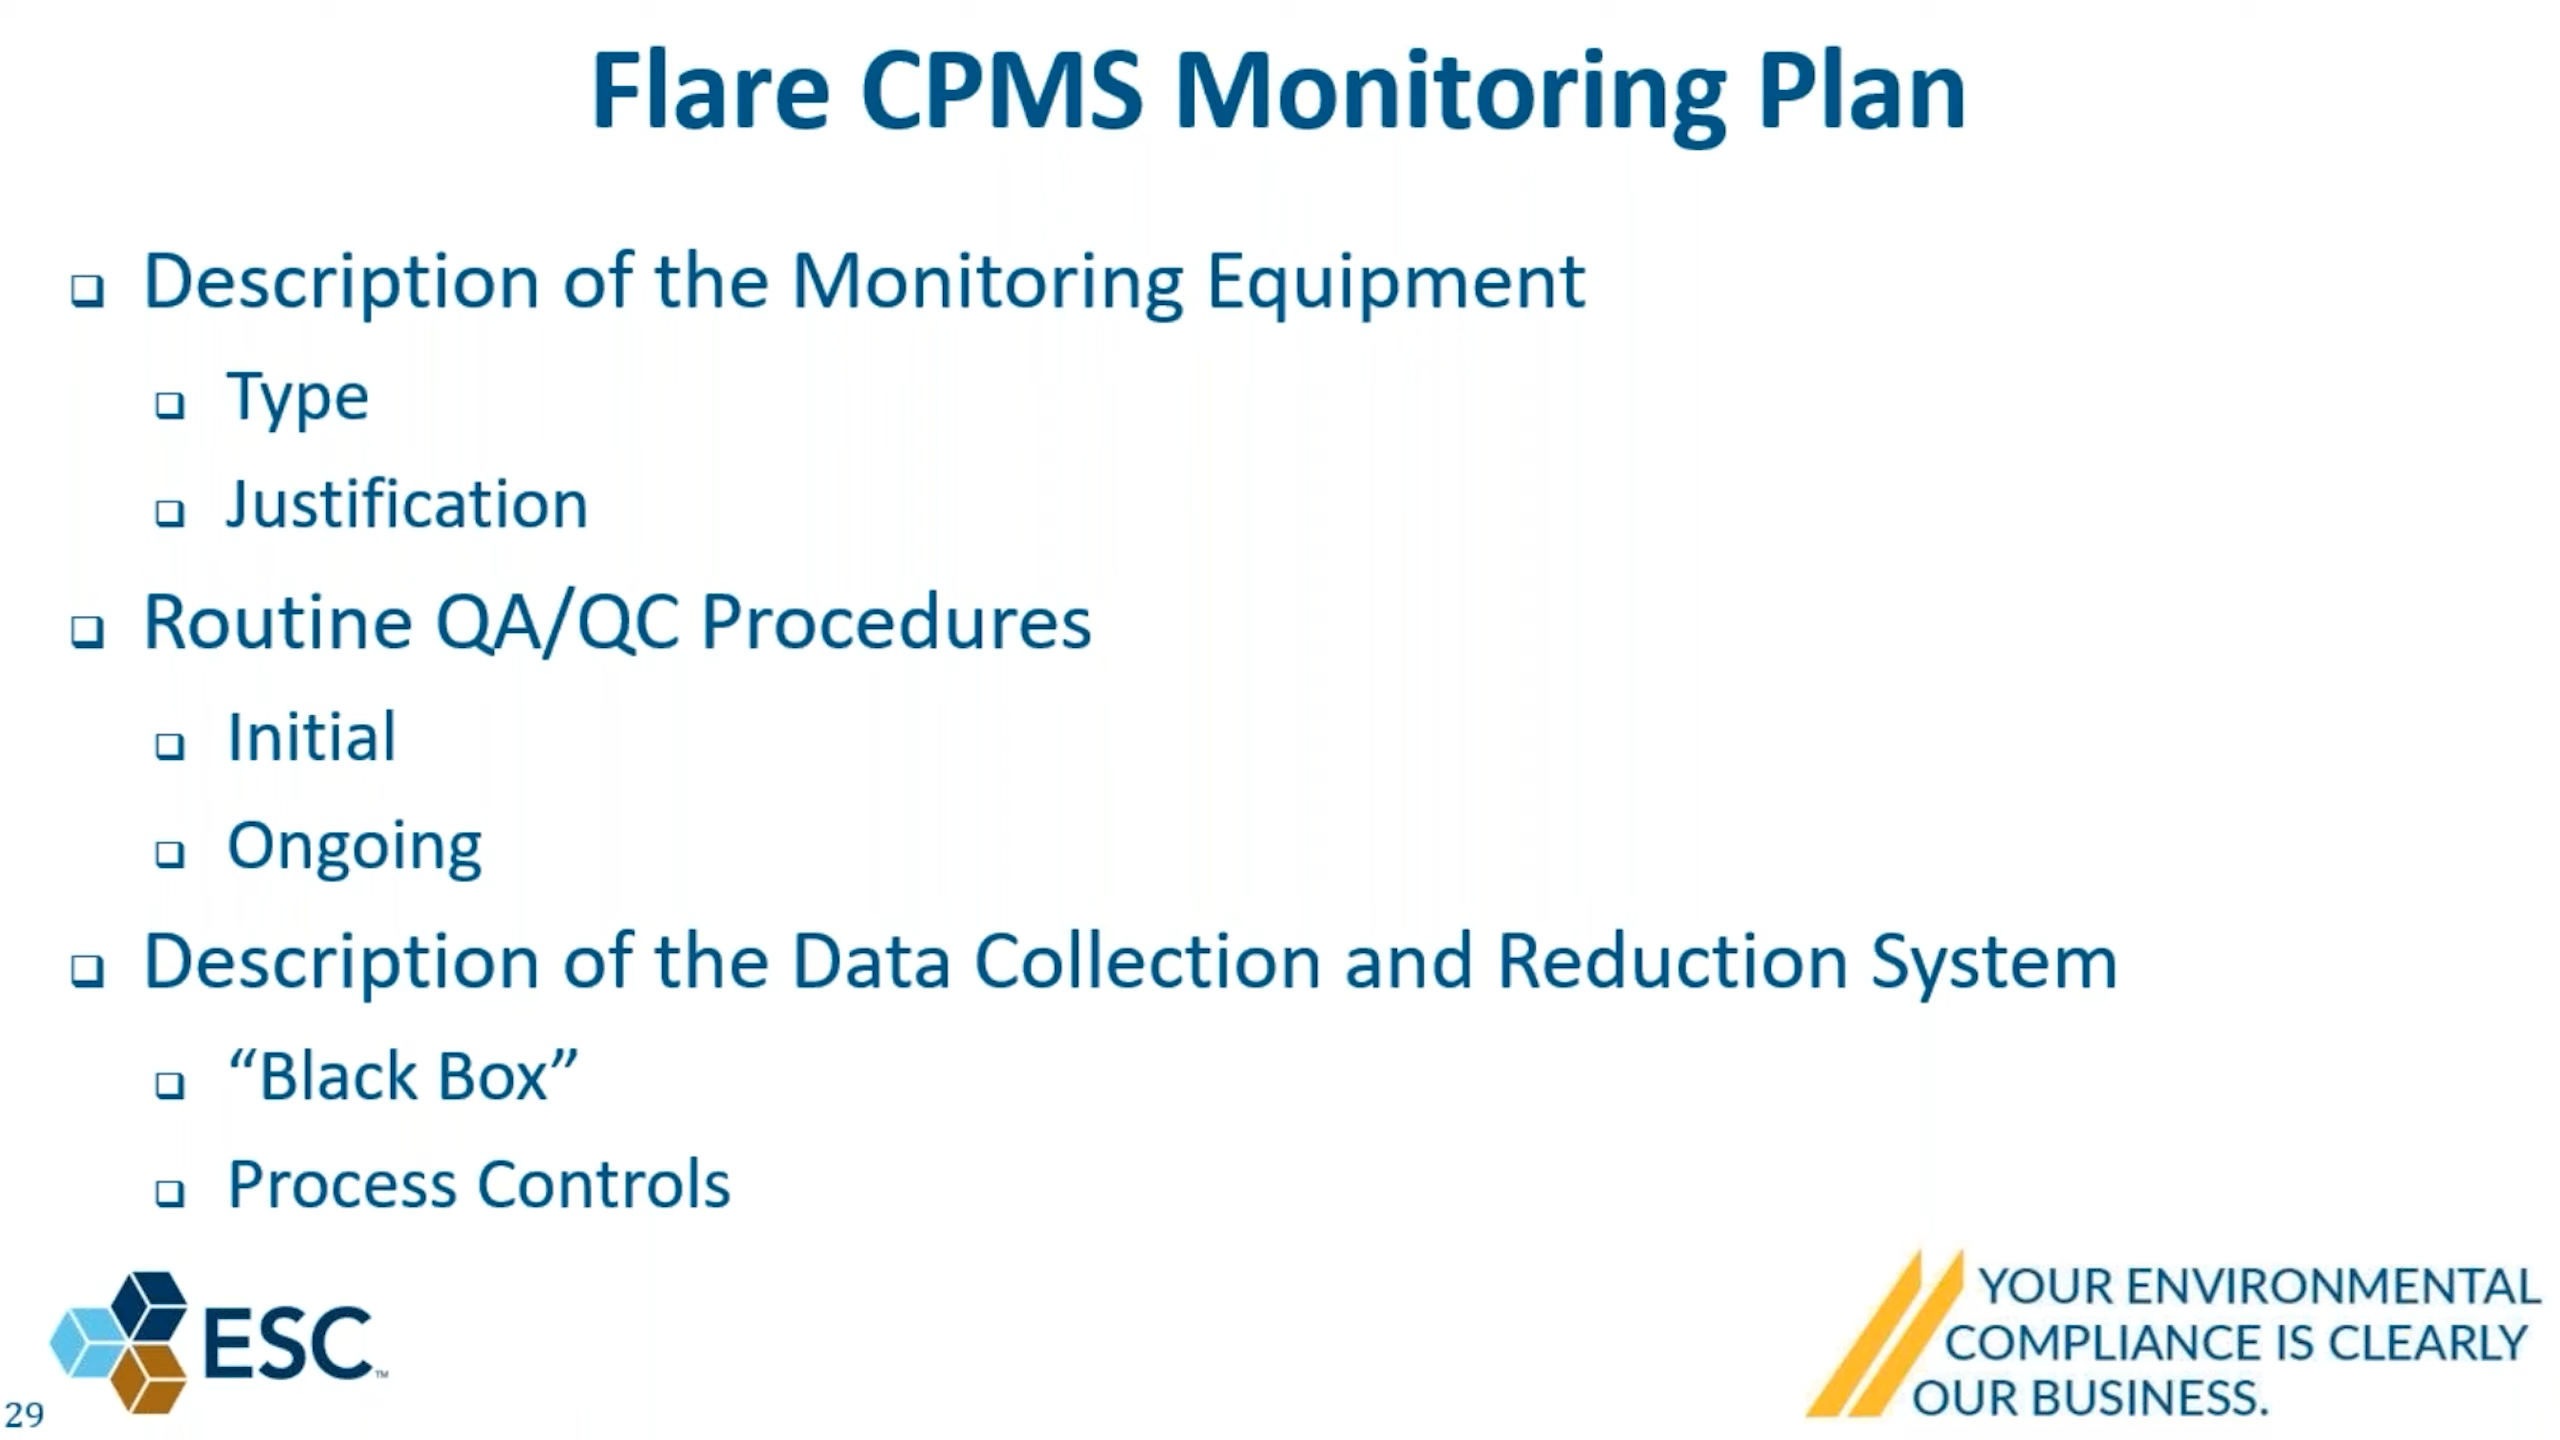 Flare CPMS Monitoring Plan
❑ Description of the Monitoring Equipment
❑ Type
❑ Justification
❑ Routine QA/QC Procedures
❑ Initial
❑ Ongoing
❑ Description of the Data Collection and Reduction System
❑ “Black Box”
❑ Process Controls
ESC™
YOUR ENVIRONMENTAL
COMPLIANCE IS CLEARLY
OUR BUSINESS.
29